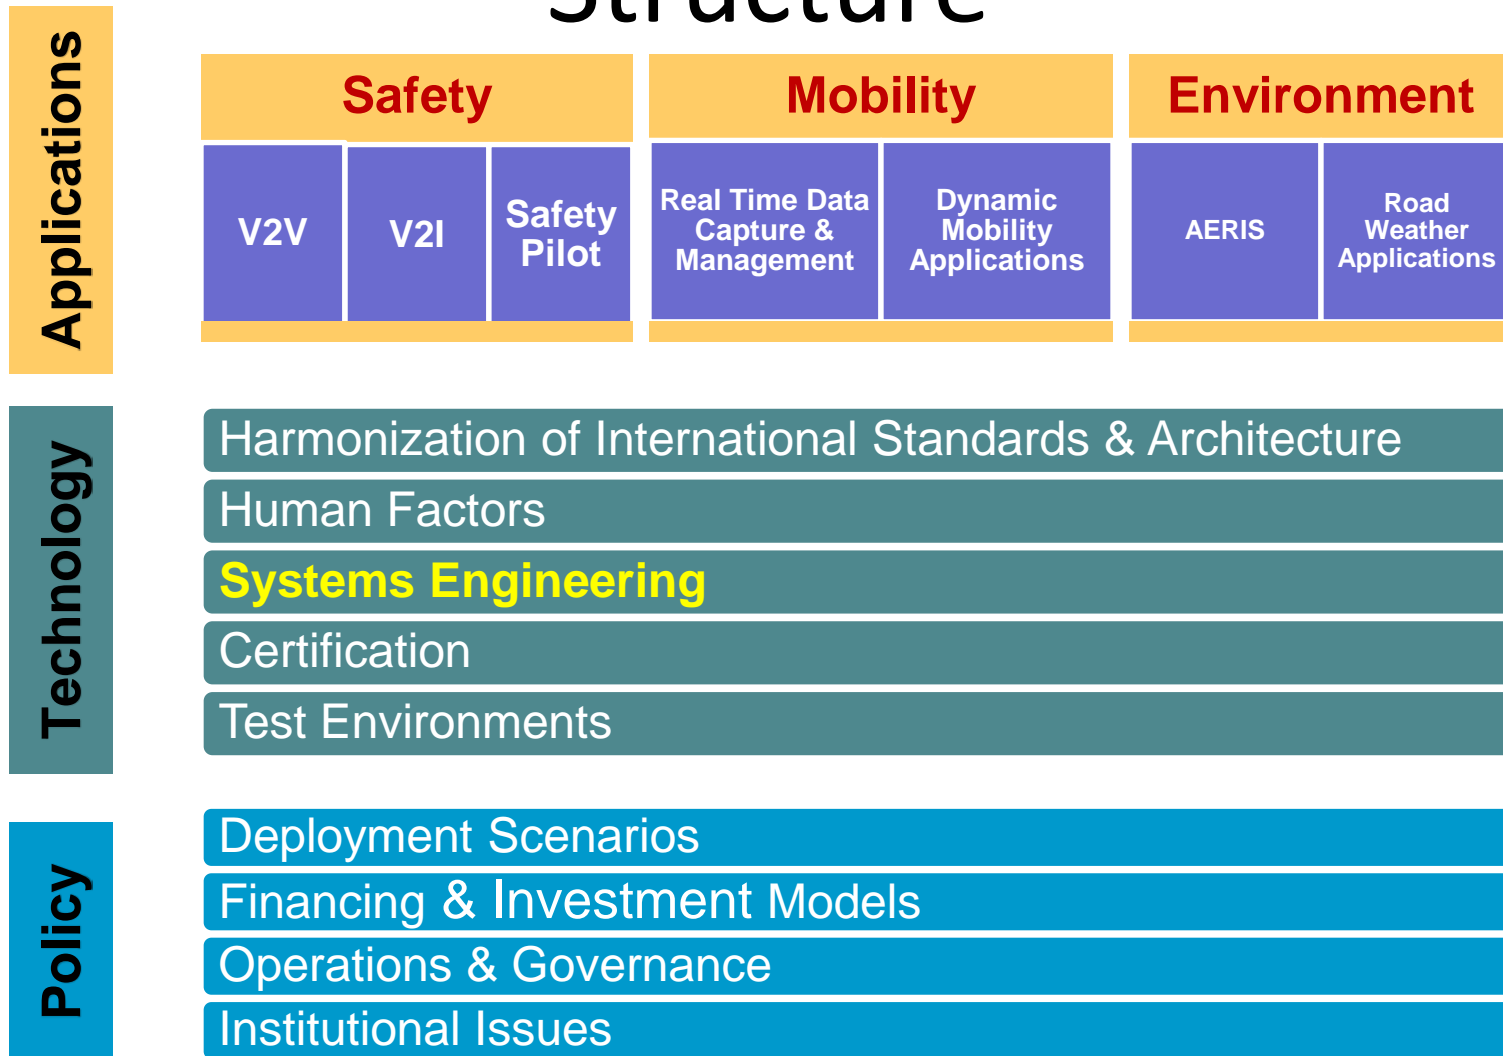 Structure
Applications
Safety
Mobility
Environment
V2V
V2I
Safety
Pilot
Real Time Data
Capture &
Management
Dynamic
Mobility
Applications
AERIS
Road
Weather
Applications
Technology
Harmonization of International Standards & Architecture
Human Factors
Systems Engineering
Certification
Test Environments
Policy
Deployment Scenarios
Financing & Investment Models
Operations & Governance
Institutional Issues